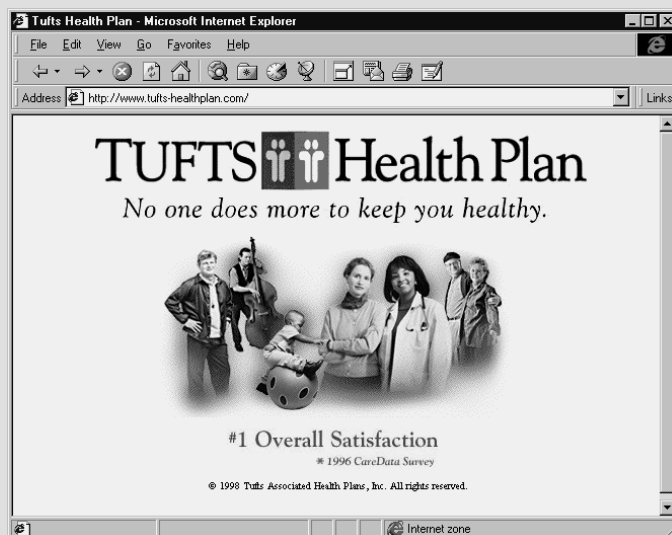 Tufts Health Plan - Microsoft Internet Explorer
File Edit View Go Favorites Help
Address http://www.tufts-healthplan.com/ Links
TUFTS Health Plan
No one does more to keep you healthy.
#1 Overall Satisfaction
* 1996 CareData Survey
© 1998 Tufts Associated Health Plans, Inc. All rights reserved.
Internet zone